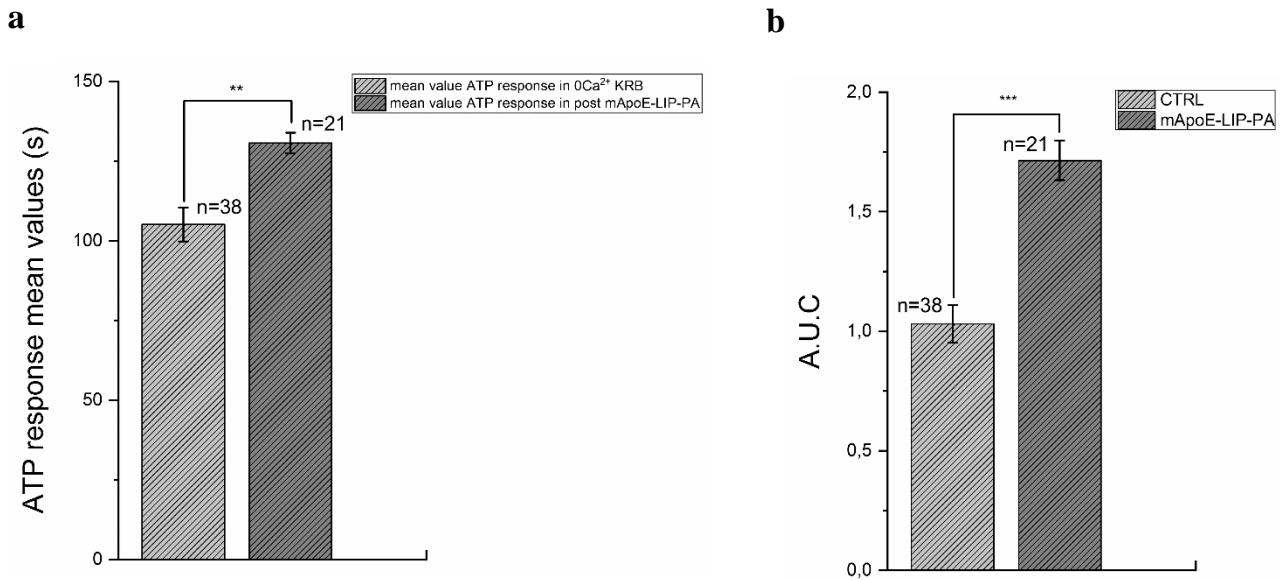 a
150
100
50
0
ATP response mean values (s)
**
n=38
n=21
mean value ATP response in 0Ca²⁺ KRB
mean value ATP response in post mApoE-LIP-PA
b
2,0
1,5
1,0
0,5
0,0
A.U.C
***
n=38
n=21
CTRL
mApoE-LIP-PA